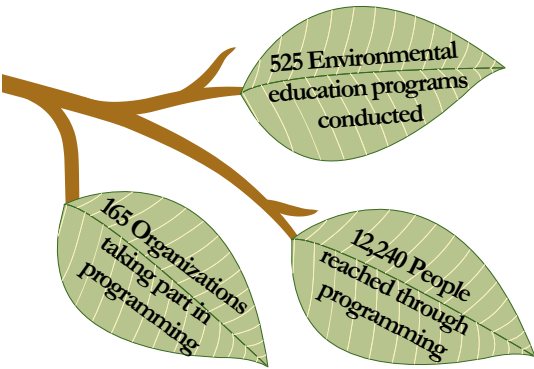 525 Environmental
education programs
conducted
165 Organizations
taking part in
programming
12,240 People
reached through
programming